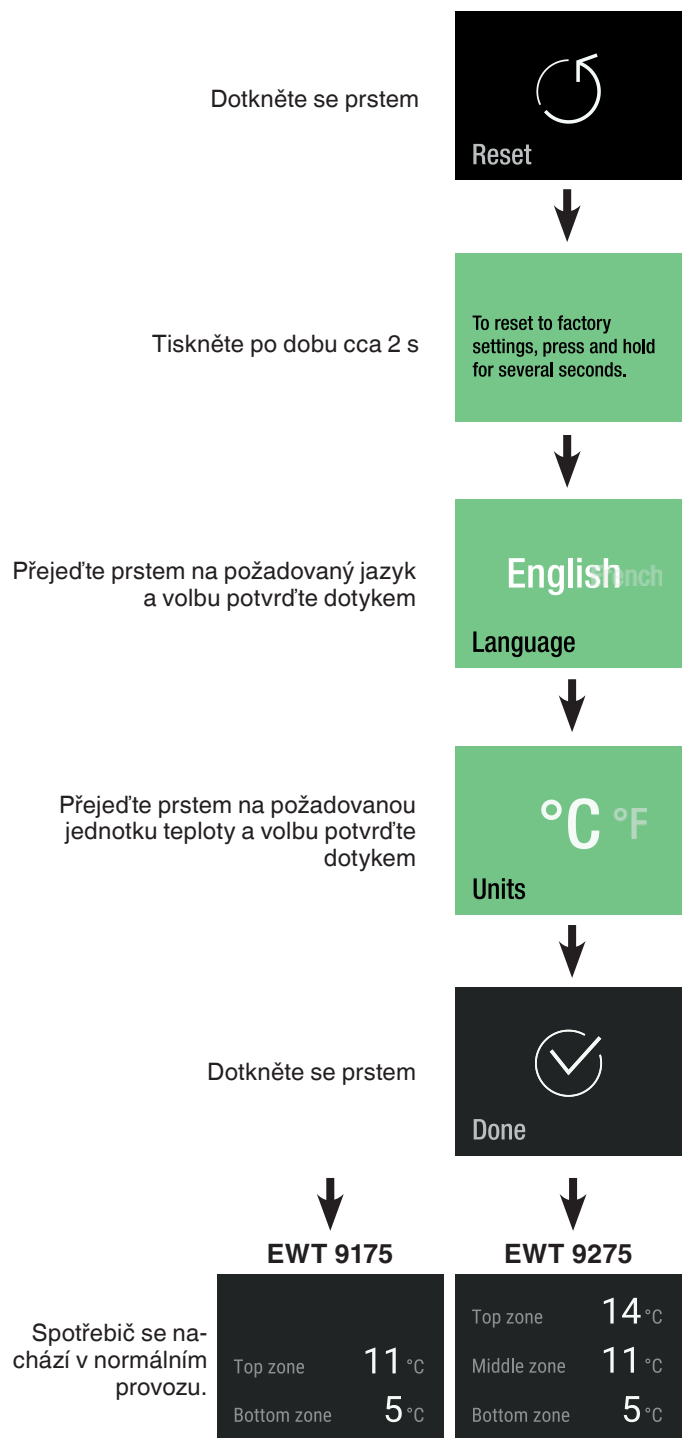 Dotkněte se prstem
Reset
Tiskněte po dobu cca 2 s
To reset to factory
settings, press and hold
for several seconds.
Přejeďte prstem na požadovaný jazyk
a volbu potvrďte dotykem
English French
Language
Přejeďte prstem na požadovanou
jednotku teploty a volbu potvrďte
dotykem
°C °F
Units
Dotkněte se prstem
Done
EWT 9175
EWT 9275
Spotřebič se na-
chází v normálním
provozu.
Top zone 11 °C
Bottom zone 5 °C
Top zone 14 °C
Middle zone 11 °C
Bottom zone 5 °C